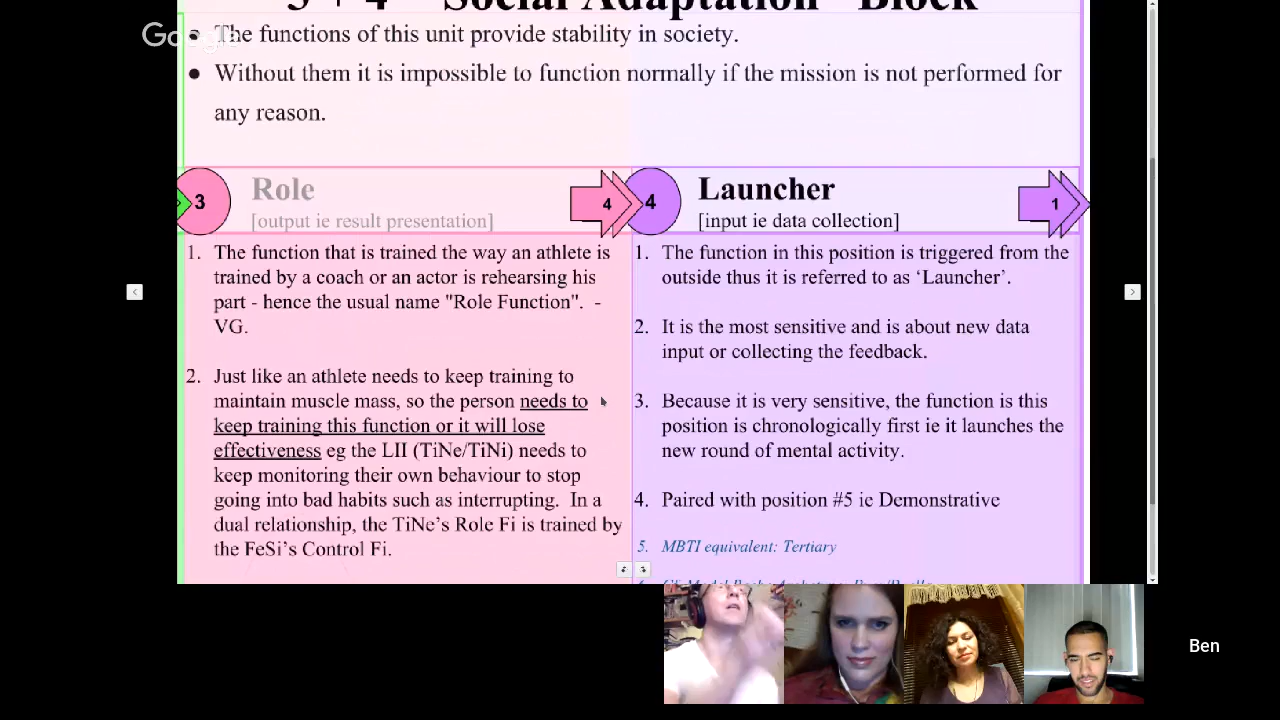 3 + 4 "Social Adaptation" Block
Google
● The functions of this unit provide stability in society.
● Without them it is impossible to function normally if the mission is not performed for
any reason.
3
Role
[output ie result presentation]
4
4
Launcher
[input ie data collection]
1
1. The function that is trained the way an athlete is
trained by a coach or an actor is rehearsing his
part - hence the usual name "Role Function". -
VG.
2. Just like an athlete needs to keep training to
maintain muscle mass, so the person needs to
keep training this function or it will lose
effectiveness eg the LII (TiNe/TiNi) needs to
keep monitoring their own behaviour to stop
going into bad habits such as interrupting. In a
dual relationship, the TiNe's Role Fi is trained by
the FeSi's Control Fi.
1. The function in this position is triggered from the
outside thus it is referred to as ‘Launcher’.
2. It is the most sensitive and is about new data
input or collecting the feedback.
3. Because it is very sensitive, the function is this
position is chronologically first ie it launches the
new round of mental activity.
4. Paired with position #5 ie Demonstrative
5. MBTI equivalent: Tertiary
Ben